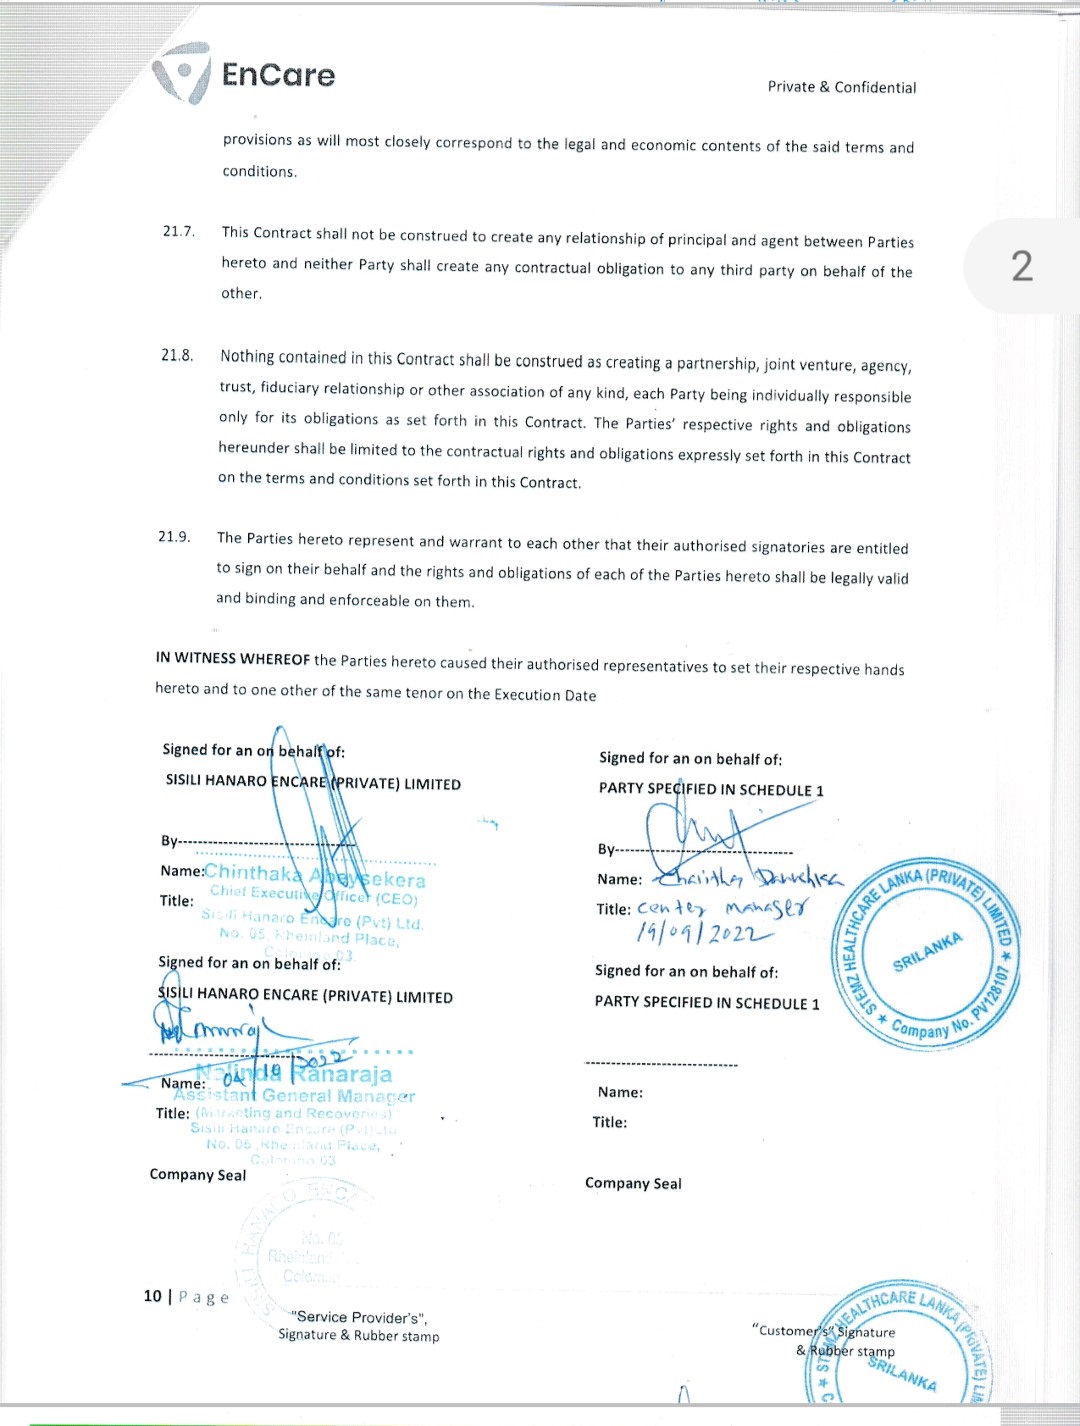 EnCare
Private & Confidential
provisions as will most closely correspond to the legal and economic contents of the said terms and
conditions.
21.7. This Contract shall not be construed to create any relationship of principal and agent between Parties
hereto and neither Party shall create any contractual obligation to any third party on behalf of the
other.
2
21.8. Nothing contained in this Contract shall be construed as creating a partnership, joint venture, agency,
trust, fiduciary relationship or other association of any kind, each Party being individually responsible
only for its obligations as set forth in this Contract. The Parties' respective rights and obligations
hereunder shall be limited to the contractual rights and obligations expressly set forth in this Contract
on the terms and conditions set forth in this Contract.
21.9. The Parties hereto represent and warrant to each other that their authorised signatories are entitled
to sign on their behalf and the rights and obligations of each of the Parties hereto shall be legally valid
and binding and enforceable on them.
IN WITNESS WHEREOF the Parties hereto caused their authorised representatives to set their respective hands
hereto and to one other of the same tenor on the Execution Date
Signed for an on behalf of:
SISILI HANARO ENCARE (PRIVATE) LIMITED
By
Name: Chinthaka Abeysekera
Title: Chief Executive Officer (CEO)
Sisili Hanaro Encare (Pvt) Ltd.
No. 05, Rheinland Place,
Colombo 03.
Signed for an on behalf of:
PARTY SPECIFIED IN SCHEDULE 1
By
Name:
Title: center manager
19/09/2022
STEMZ HEALTHCARE LANKA (PRIVATE) LIMITED ★ Company No. PV128107 ★
SRILANKA
Signed for an on behalf of:
SISILI HANARO ENCARE (PRIVATE) LIMITED
Name: Nalinda Ranaraja
Assistant General Manager
Title: (Marketing and Recoveries)
Sisili Hanaro Encare (Pvt) Ltd
No. 05, Rheinland Place,
Colombo 03
Company Seal
Signed for an on behalf of:
PARTY SPECIFIED IN SCHEDULE 1
Name:
Title:
Company Seal
SISILI HANARO ENCA
No. 05
Rheinlan
Colom
10 | Page
"Service Provider's",
Signature & Rubber stamp
"Customer's" Signature
& Rubber stamp
STEMZ HEALTHCARE LANKA (PRIVATE) LIM
SRILANKA